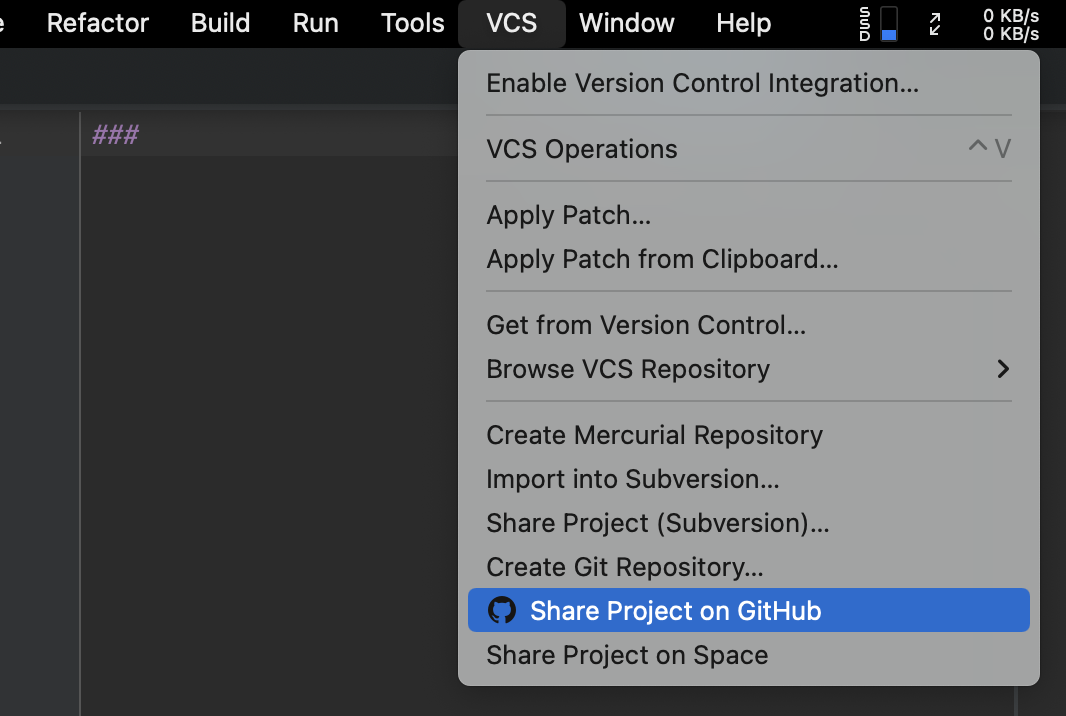 Refactor Build Run Tools VCS Window Help SSD 0 KB/s
0 KB/s
###
Enable Version Control Integration...
VCS Operations ^ V
Apply Patch...
Apply Patch from Clipboard...
Get from Version Control...
Browse VCS Repository
Create Mercurial Repository
Import into Subversion...
Share Project (Subversion)...
Create Git Repository...
Share Project on GitHub
Share Project on Space